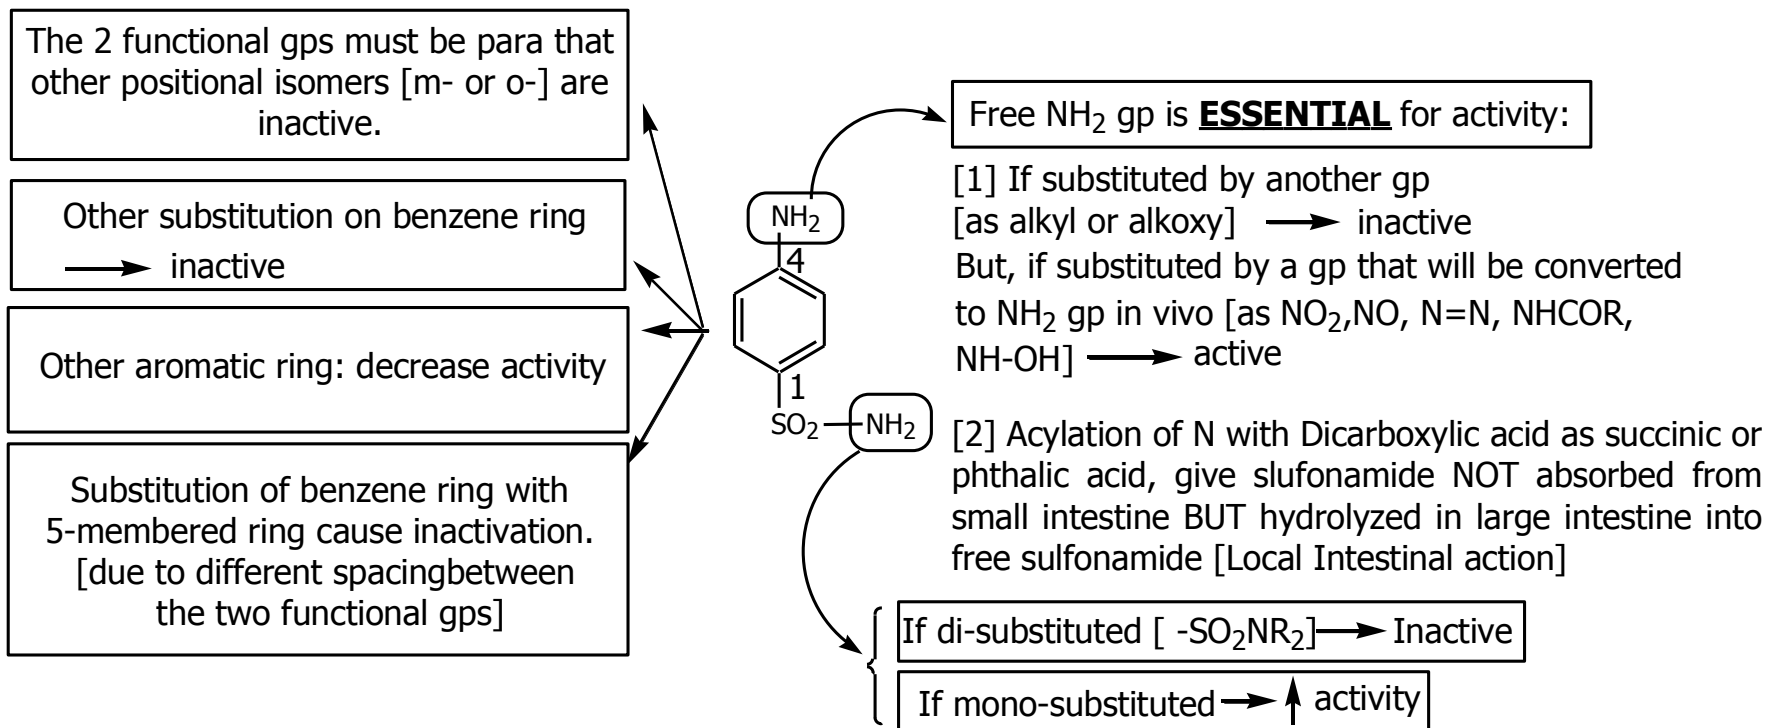 The 2 functional gps must be para that
other positional isomers [m- or o-] are
inactive.
Other substitution on benzene ring
⟶ inactive
Other aromatic ring: decrease activity
Substitution of benzene ring with
5-membered ring cause inactivation.
[due to different spacingbetween
the two functional gps]
NH₂
4
1
SO₂
NH₂
Free NH₂ gp is ESSENTIAL for activity:
[1] If substituted by another gp
[as alkyl or alkoxy] ⟶ inactive
But, if substituted by a gp that will be converted
to NH₂ gp in vivo [as NO₂,NO, N=N, NHCOR,
NH-OH] ⟶ active
[2] Acylation of N with Dicarboxylic acid as succinic or
phthalic acid, give slufonamide NOT absorbed from
small intestine BUT hydrolyzed in large intestine into
free sulfonamide [Local Intestinal action]
If di-substituted [ -SO₂NR₂] ⟶ Inactive
If mono-substituted ⟶ ↑ activity